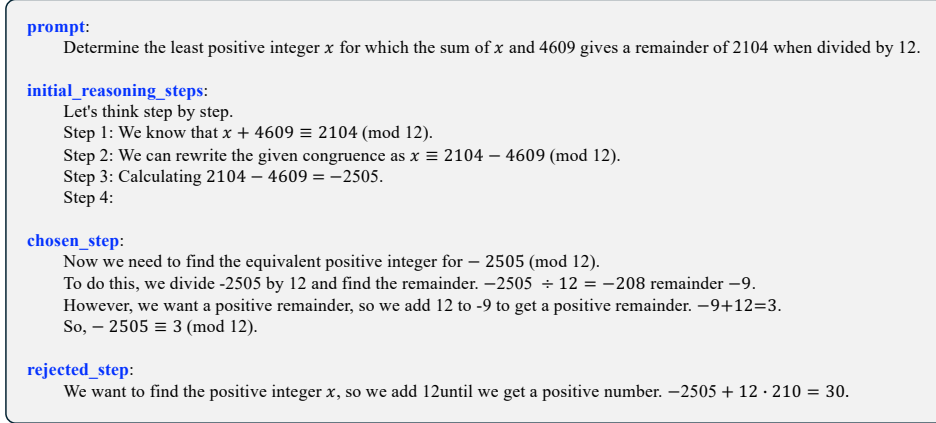 prompt:
Determine the least positive integer x for which the sum of x and 4609 gives a remainder of 2104 when divided by 12.
initial_reasoning_steps:
Let's think step by step.
Step 1: We know that x + 4609 ≡ 2104 (mod 12).
Step 2: We can rewrite the given congruence as x ≡ 2104 − 4609 (mod 12).
Step 3: Calculating 2104 − 4609 = −2505.
Step 4:
chosen_step:
Now we need to find the equivalent positive integer for − 2505 (mod 12).
To do this, we divide -2505 by 12 and find the remainder. −2505 ÷ 12 = −208 remainder −9.
However, we want a positive remainder, so we add 12 to -9 to get a positive remainder. −9+12=3.
So, − 2505 ≡ 3 (mod 12).
rejected_step:
We want to find the positive integer x, so we add 12until we get a positive number. −2505 + 12 · 210 = 30.